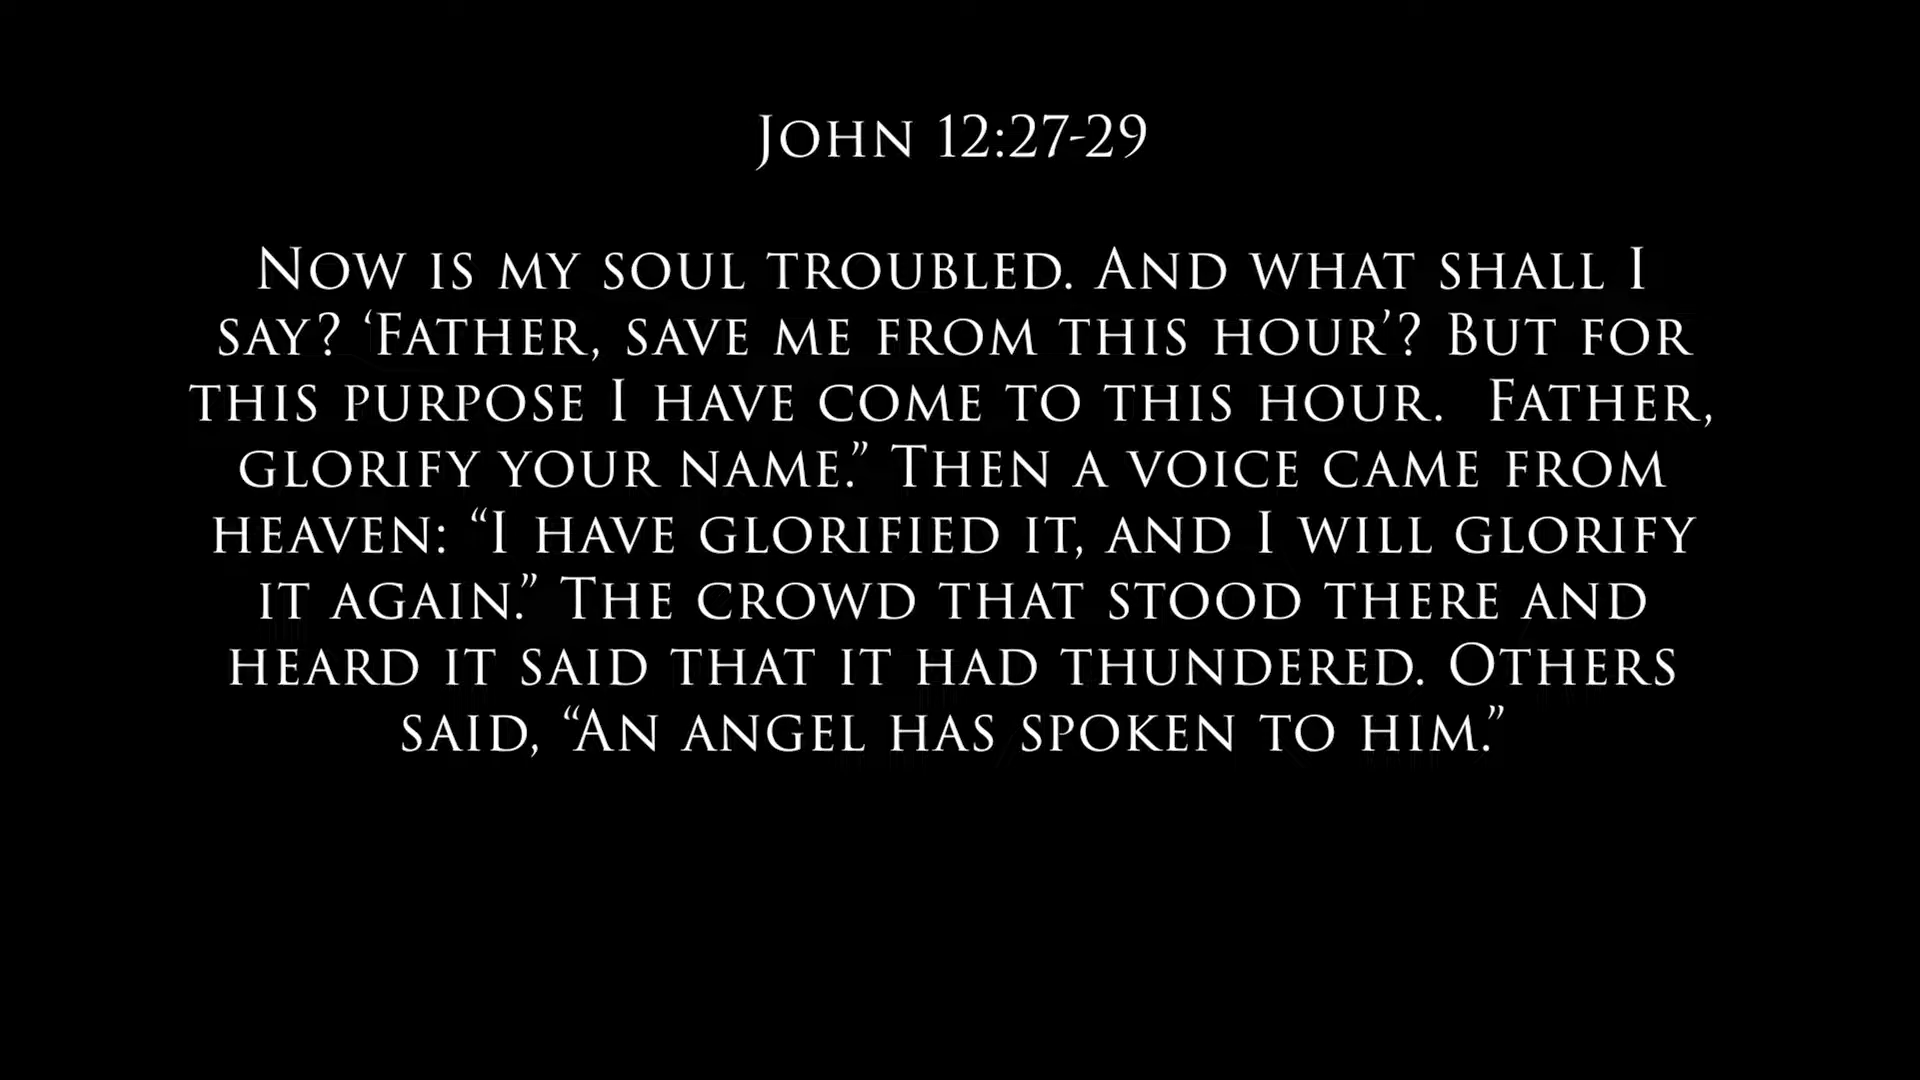 John 12:27-29
Now is my soul troubled. And what shall I
say? ‘Father, save me from this hour’? But for
this purpose I have come to this hour.  Father,
glorify your name.” Then a voice came from
heaven: “I have glorified it, and I will glorify
it again.” The crowd that stood there and
heard it said that it had thundered. Others
said, “An angel has spoken to him.”